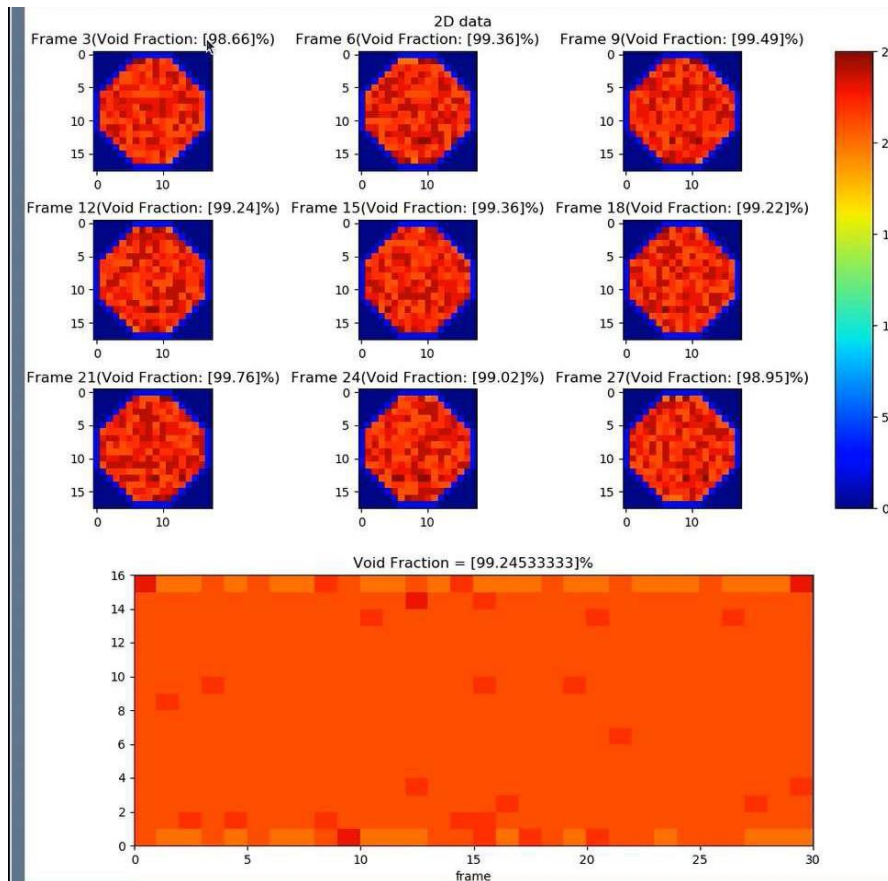 2D data
Frame 3(Void Fraction: [98.66]%) Frame 6(Void Fraction: [99.36]%) Frame 9(Void Fraction: [99.49]%)
0 0 0 2
5 5 5 2
10 10 10
15 15 15
0 10 0 10 0 10
Frame 12(Void Fraction: [99.24]%) Frame 15(Void Fraction: [99.36]%) Frame 18(Void Fraction: [99.22]%)
0 0 0 1
5 5 5
10 10 10 1
15 15 15
0 10 0 10 0 10
Frame 21(Void Fraction: [99.76]%) Frame 24(Void Fraction: [99.02]%) Frame 27(Void Fraction: [98.95]%)
0 0 0
5 5 5 5
10 10 10
15 15 15 0
0 10 0 10 0 10
Void Fraction = [99.24533333]%
16
14
12
10
8
6
4
2
0
0 5 10 15 20 25 30
frame